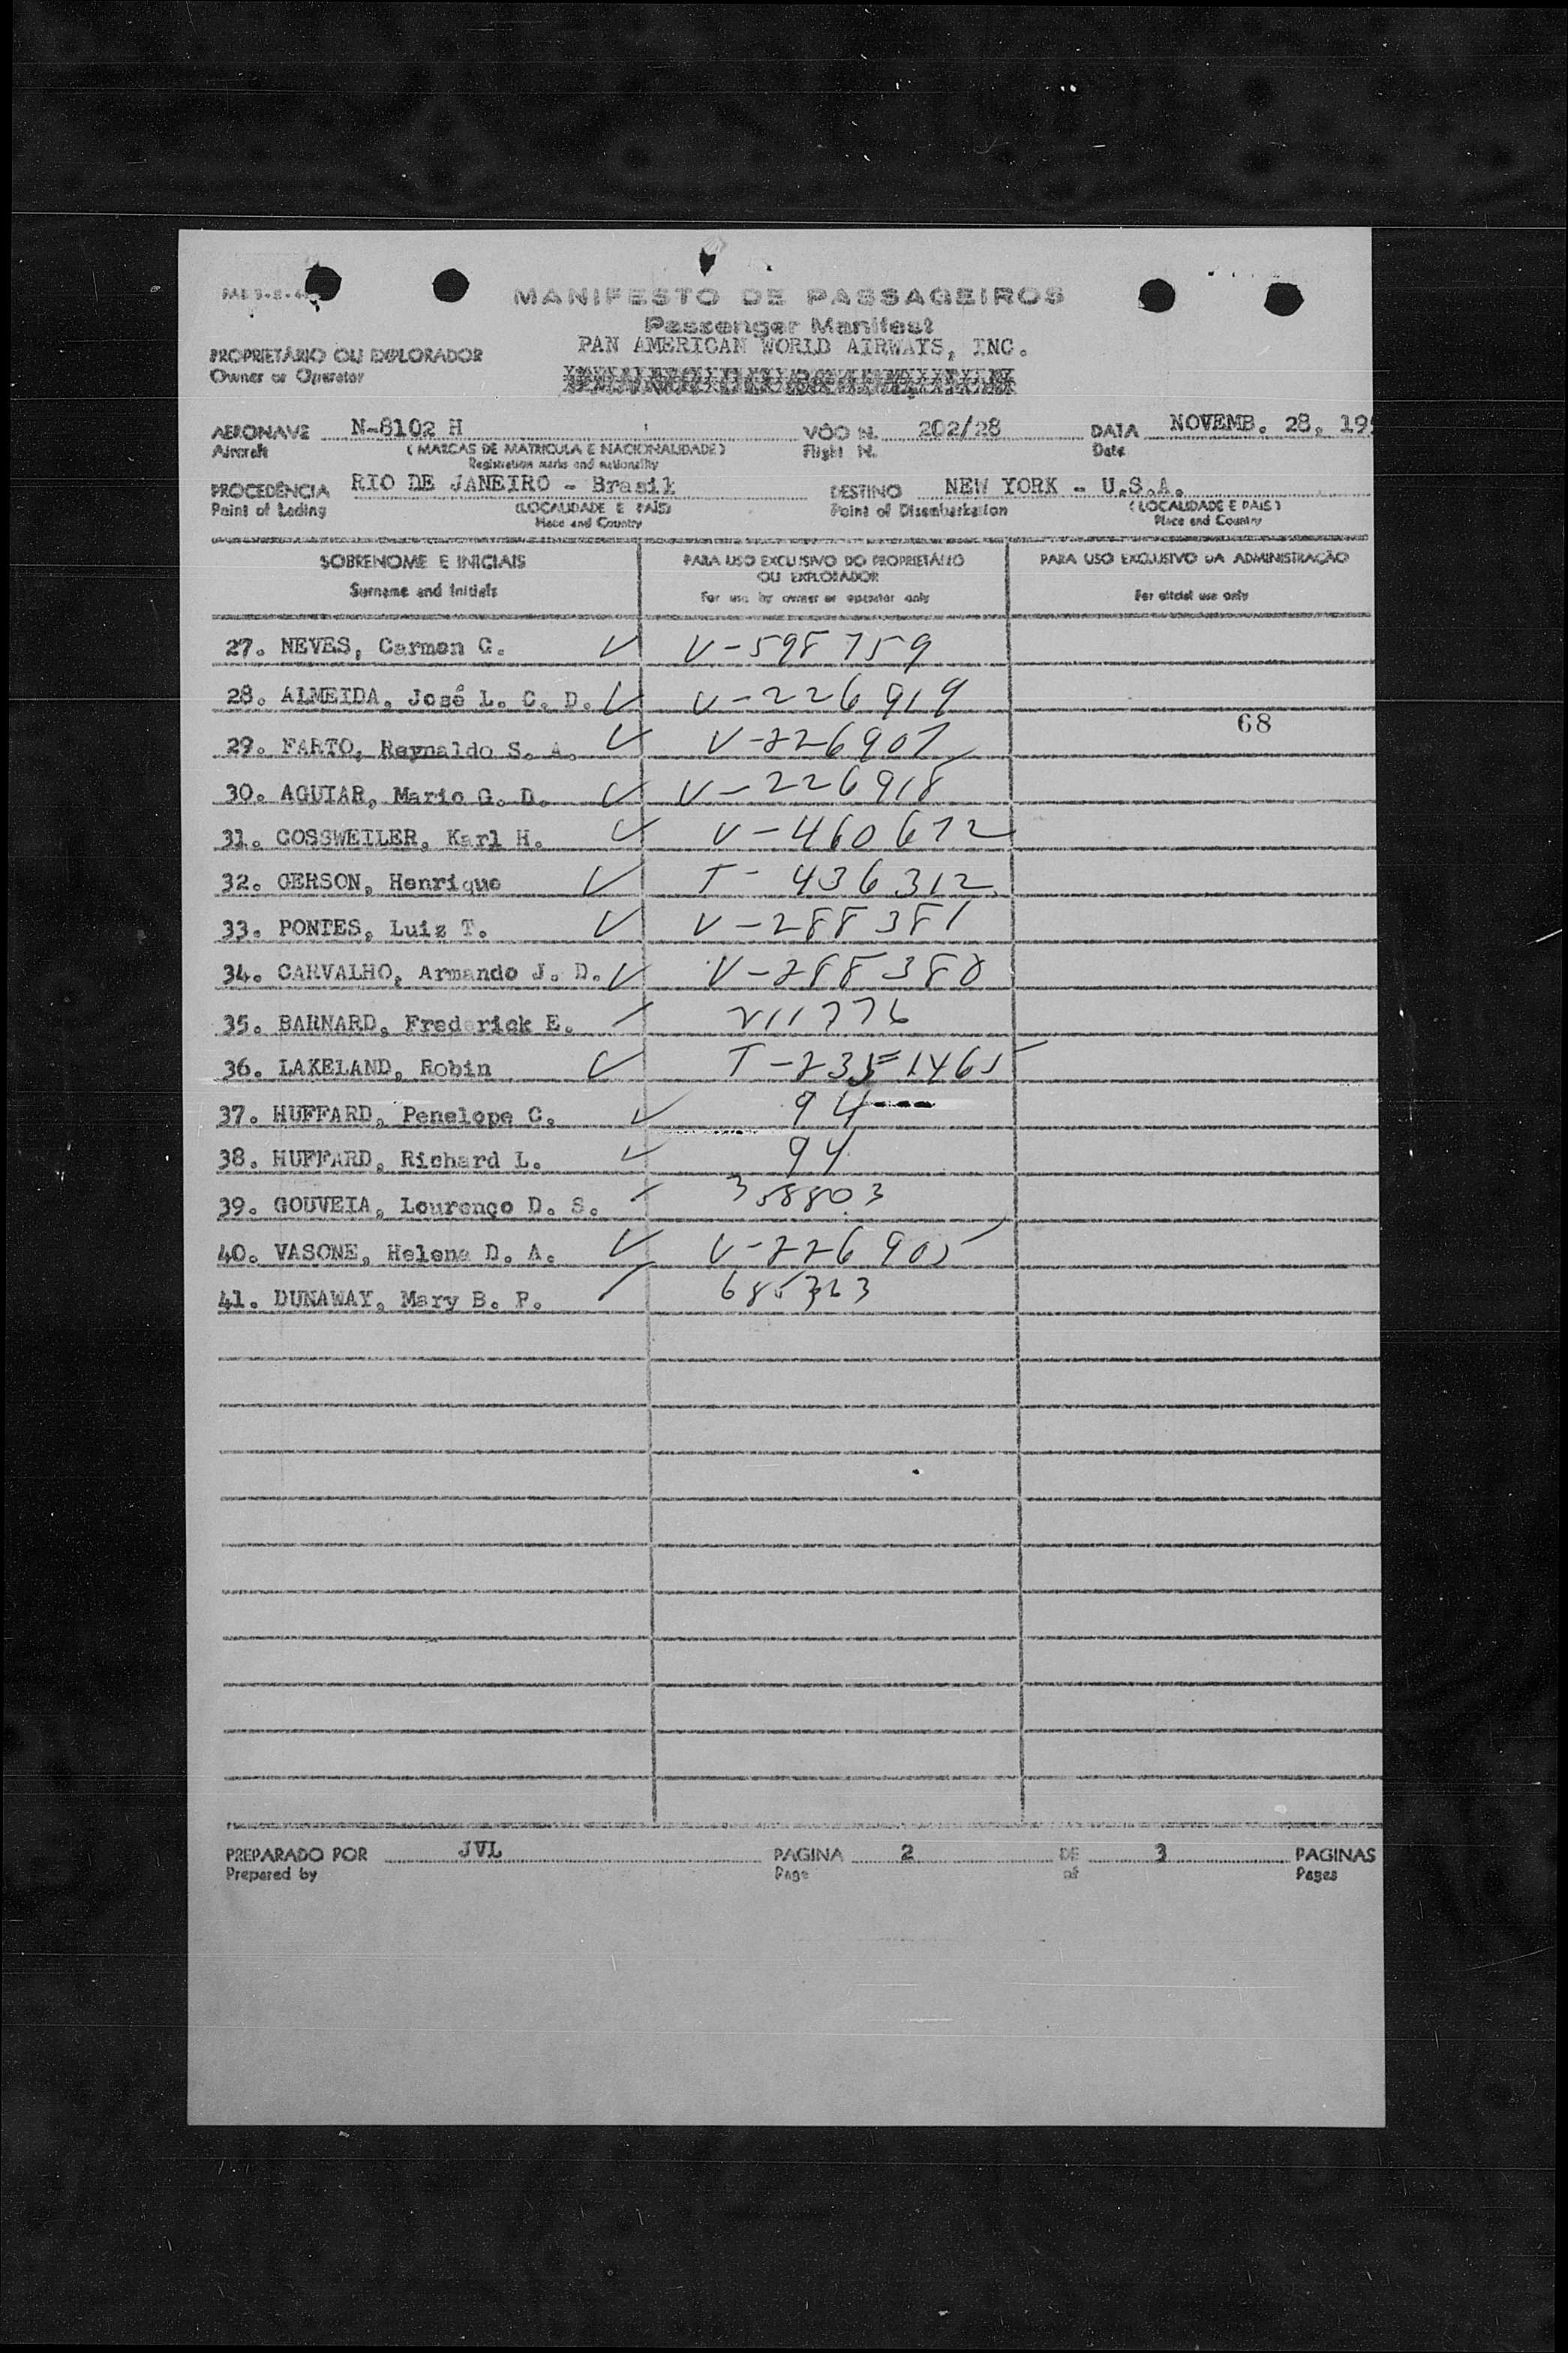 MANIFESTO DE PASSAGEIROS
Passenger Manifest
PAN AMERICAN WORLD AIRWAYS, INC.
PROPRIETÁRIO OU EXPLORADOR
Owner or Operator
AERONAVE N-8102 H VÔO N. 202/28 DATA NOVEMB. 28, 195
Aircraft (MARCAS DE MATRICULA E NACIONALIDADE) Flight N. Date
Registration marks and nationality
PROCEDÊNCIA RIO DE JANEIRO - Brasil DESTINO NEW YORK - U.S.A.
Point of Lading (LOCALIDADE E PAÍS) Point of Disembarkation (LOCALIDADE E PAIS)
Place and Country Place and Country
SOBRENOME E INICIAIS PARA USO EXCLUSIVO DO PROPRIETÁRIO OU EXPLORADOR PARA USO EXCLUSIVO DA ADMINISTRAÇÃO
Surname and Initials For use by owner or operator only For oficial use only
27. NEVES, Carmen G. ✓ V-598759
28. ALMEIDA, José L. C. D. ✓ V-226919
68
29. FARTO, Raynaldo S. A. ✓ V-226907
30. AGUIAR, Mario G. D. ✓ V-226918
31. GOSSWEILER, Karl H. ✓ V-460672
32. GERSON, Henrique ✓ T-436312
33. PONTES, Luiz T. ✓ V-288381
34. CARVALHO, Armando J. D. ✓ V-288380
35. BARNARD, Frederick E. 211776
36. LAKELAND, Robin ✓ T-2351465
37. HUFFARD, Penelope C. ✓ 94
38. HUFFARD, Richard L. ✓ 94
39. GOUVEIA, Lourenço D. S. 358803
40. VASONE, Helena D. A. ✓ V-226905
41. DUNAWAY, Mary B. P. 685323
PREPARADO POR JVL PAGINA 2 DE 3 PAGINAS
Prepared by Page of Pages